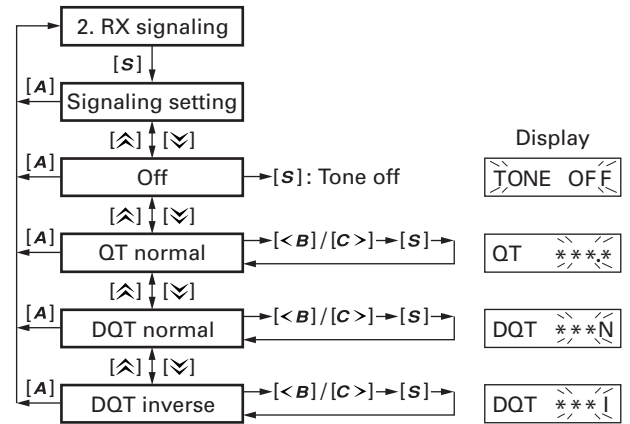 2. RX signaling
[S]
[A] Signaling setting
[︽] [︾] Display
[A] Off [S]: Tone off TONE OFF
[︽] [︾]
[A] QT normal [<B]/[C>] [S] QT ***.*
[︽] [︾]
[A] DQT normal [<B]/[C>] [S] DQT ***N
[︽] [︾]
[A] DQT inverse [<B]/[C>] [S] DQT ***I